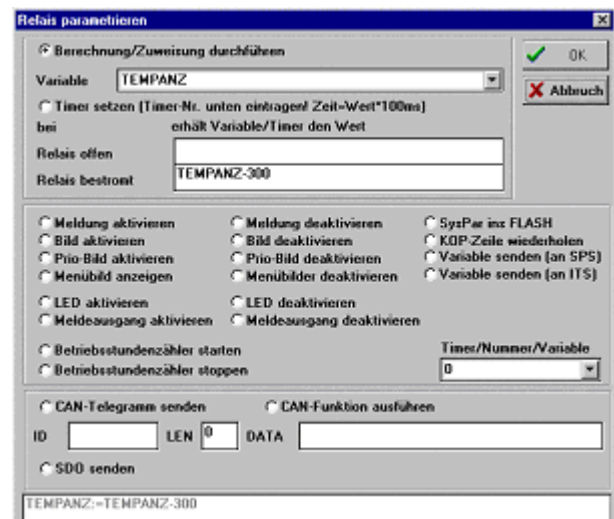 Relais parametrieren
Berechnung/Zuweisung durchführen
OK
Variable TEMPANZ
Abbruch
Timer setzen (Timer-Nr. unten eintragen! Zeit=Wert*100ms)
bei erhält Variable/Timer den Wert
Relais offen
Relais bestromt TEMPANZ-300
Meldung aktivieren Meldung deaktivieren SysPar ins FLASH
Bild aktivieren Bild deaktivieren KOP-Zeile wiederholen
Prio-Bild aktivieren Prio-Bild deaktivieren Variable senden (an SPS)
Menübild anzeigen Menübilder deaktivieren Variable senden (an ITS)
LED aktivieren LED deaktivieren
Meldeausgang aktivieren Meldeausgang deaktivieren
Betriebsstundenzähler starten Timer/Nummer/Variable
Betriebsstundenzähler stoppen 0
CAN-Telegramm senden CAN-Funktion ausführen
ID LEN 0 DATA
SDO senden
TEMPANZ:=TEMPANZ-300